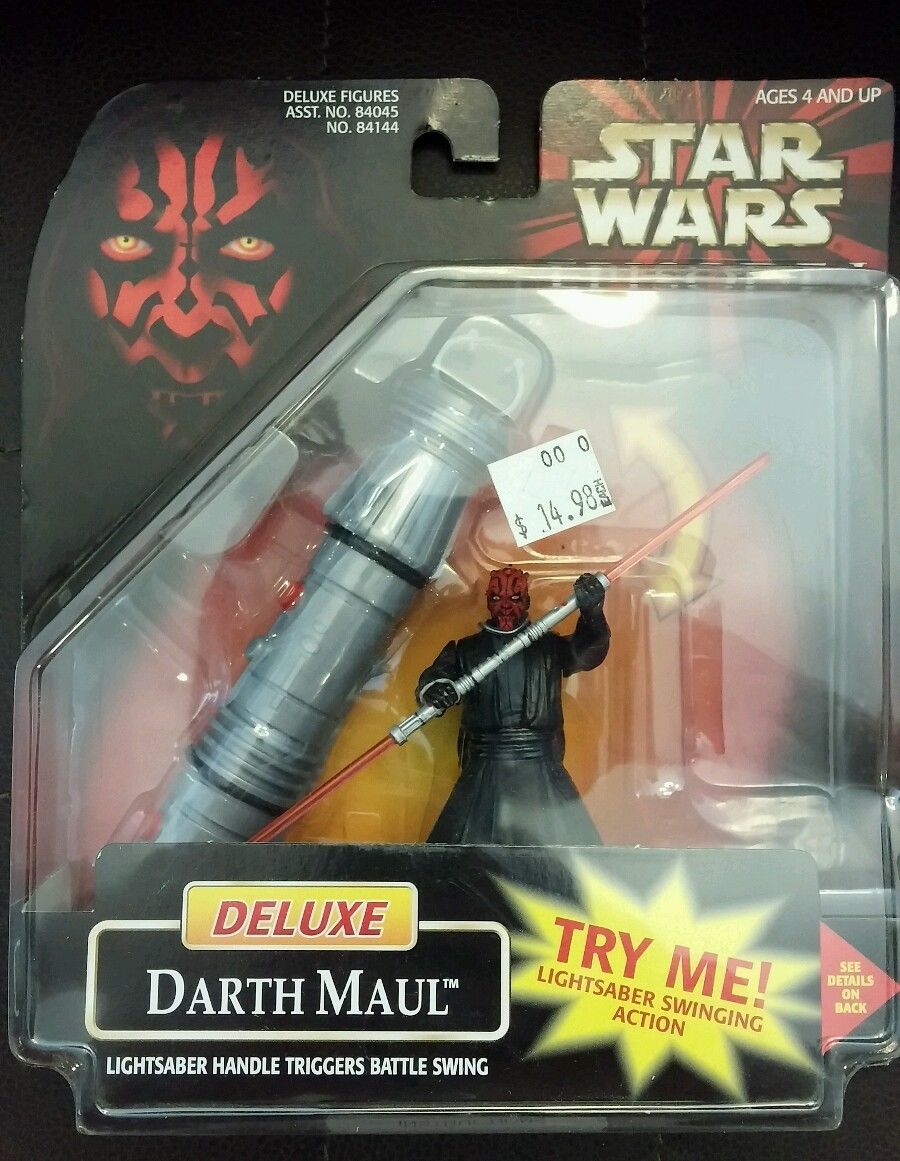 DELUXE FIGURES
ASST. NO. 84045
NO. 84144
AGES 4 AND UP
STAR
WARS
00 0
$ 14.98 EACH
DELUXE
DARTH MAUL™
LIGHTSABER HANDLE TRIGGERS BATTLE SWING
TRY ME!
LIGHTSABER SWINGING
ACTION
SEE
DETAILS
ON
BACK